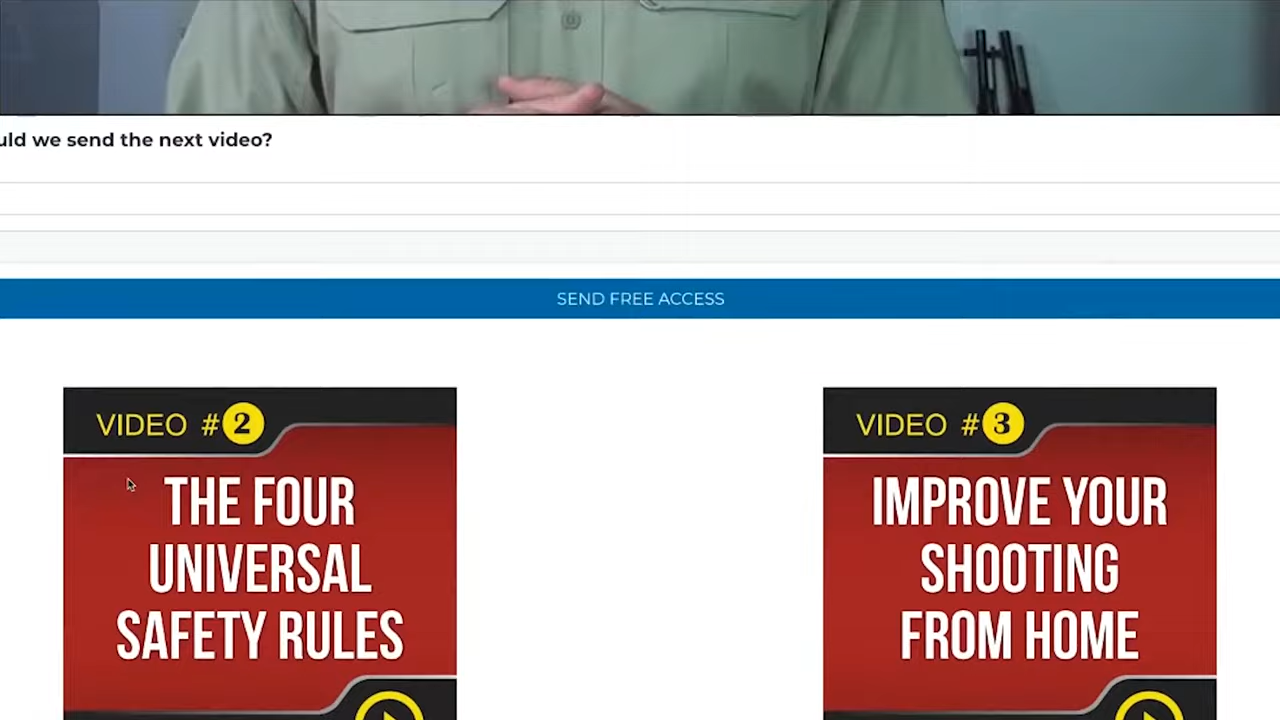 uld we send the next video?
SEND FREE ACCESS
VIDEO #2
THE FOUR
UNIVERSAL
SAFETY RULES
VIDEO #3
IMPROVE YOUR
SHOOTING
FROM HOME